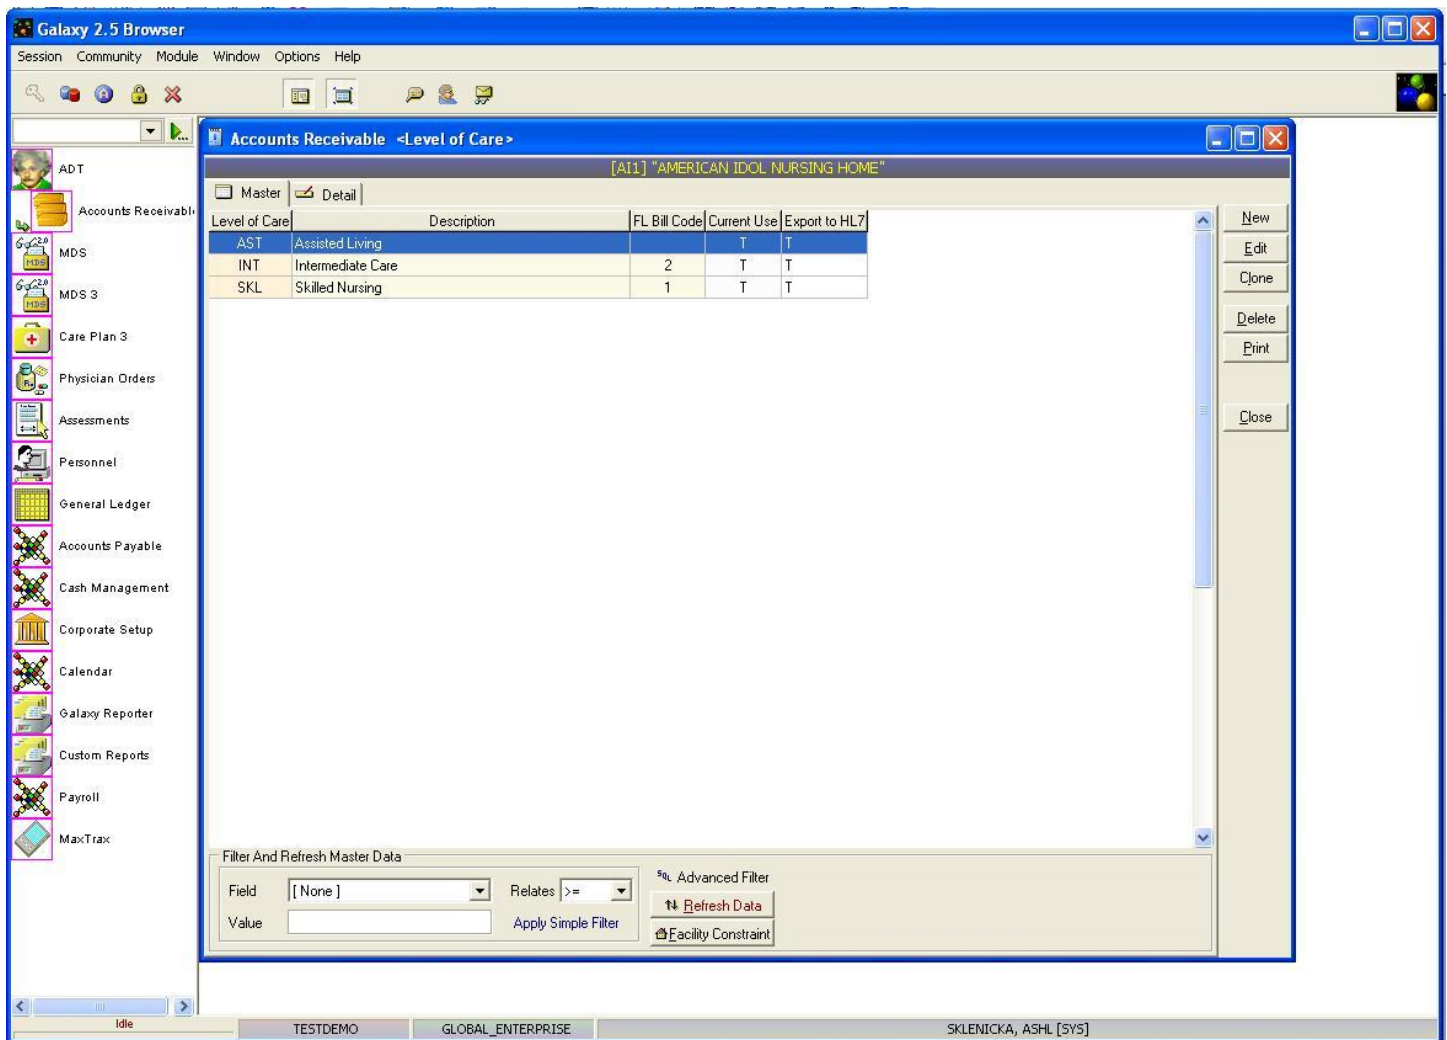 Galaxy 2.5 Browser
Session Community Module Window Options Help
Accounts Receivable <Level of Care>
[AI1] "AMERICAN IDOL NURSING HOME"
Master Detail
Level of Care Description FL Bill Code Current Use Export to HL7
AST Assisted Living T T
INT Intermediate Care 2 T T
SKL Skilled Nursing 1 T T
New
Edit
Clone
Delete
Print
Close
ADT
Accounts Receivabl
MDS
MDS 3
Care Plan 3
Physician Orders
Assessments
Personnel
General Ledger
Accounts Payable
Cash Management
Corporate Setup
Calendar
Galaxy Reporter
Custom Reports
Payroll
MaxTrax
Filter And Refresh Master Data
Field [ None ] Relates >=
Value Apply Simple Filter
SQL Advanced Filter
Refresh Data
Facility Constraint
Idle TESTDEMO GLOBAL_ENTERPRISE SKLENICKA, ASHL [SYS]